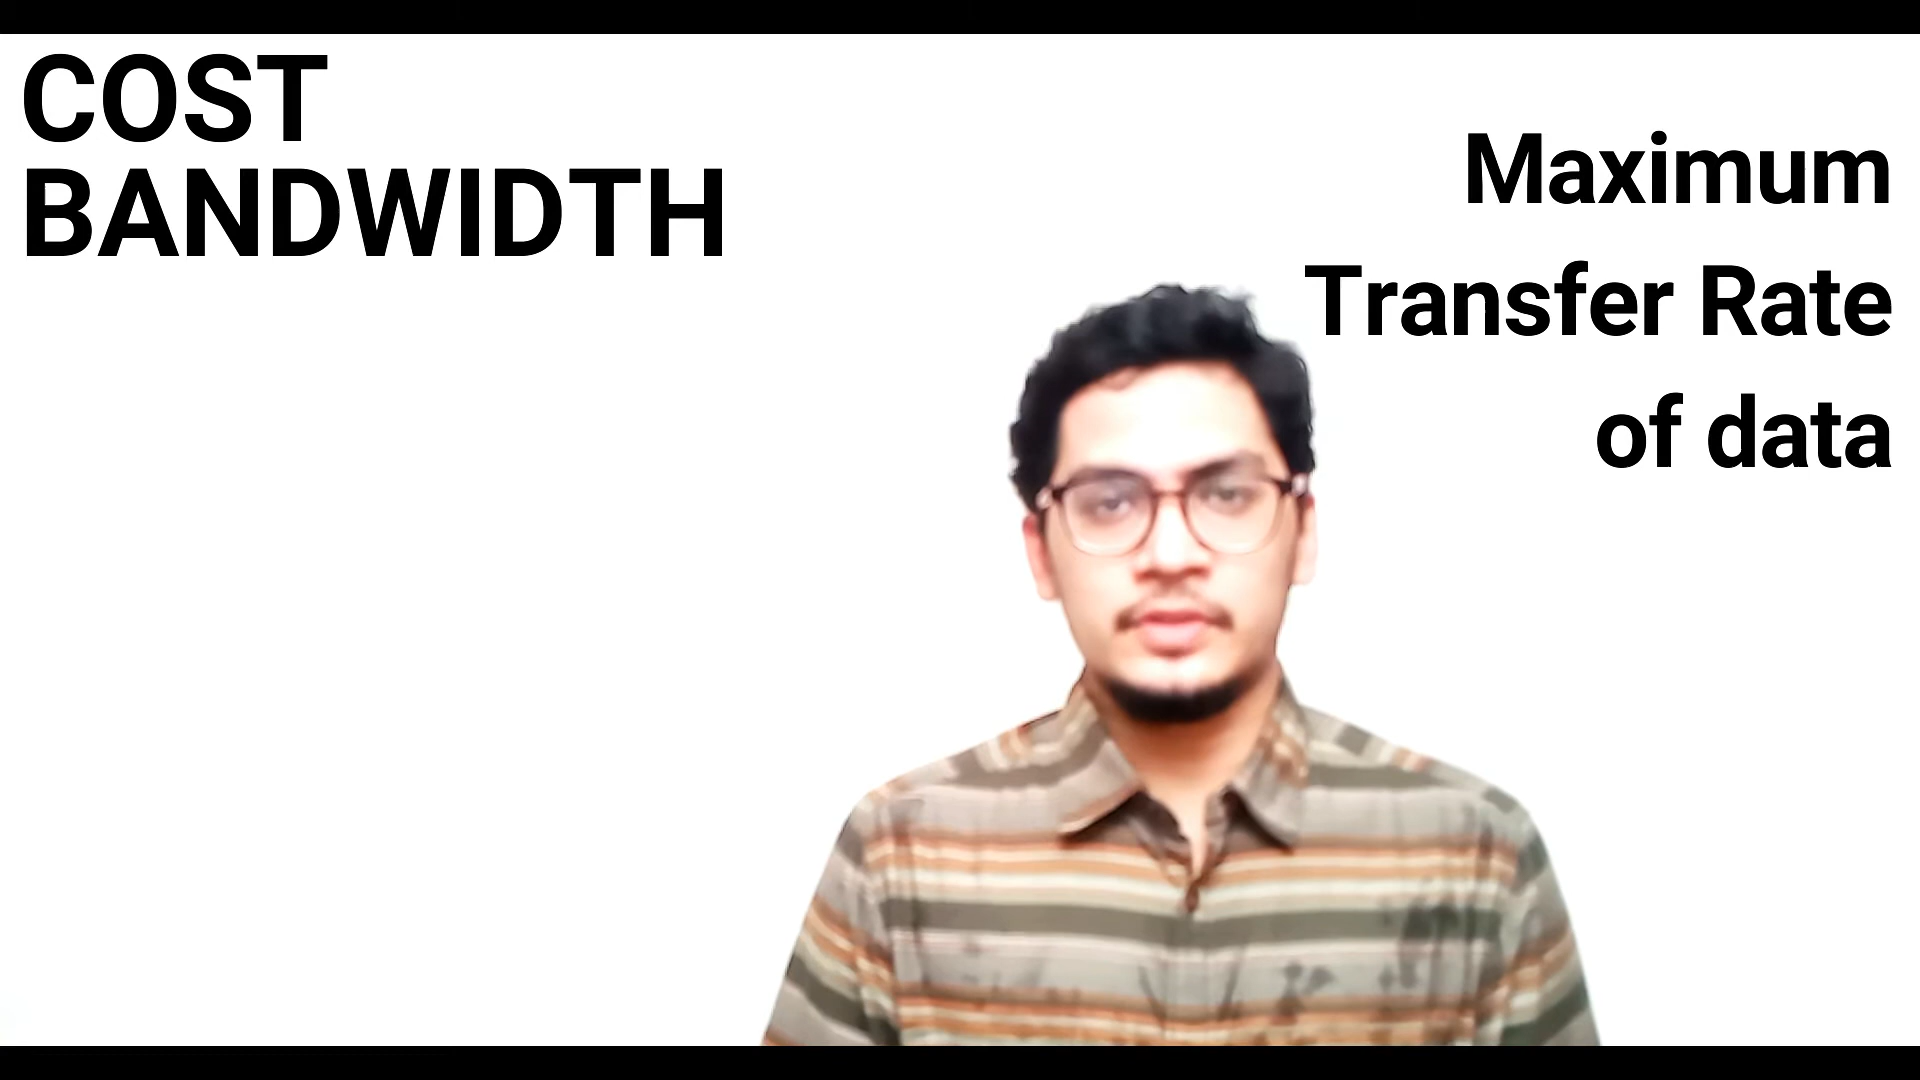 COST
BANDWIDTH
Maximum
Transfer Rate
of data